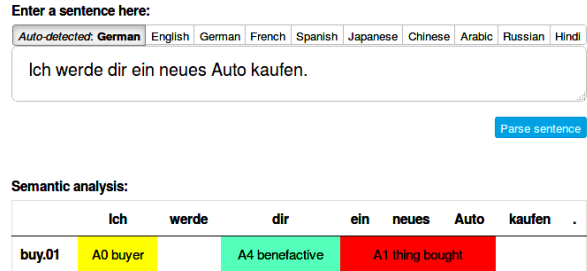 Enter a sentence here:
Auto-detected: German English German French Spanish Japanese Chinese Arabic Russian Hindi
Ich werde dir ein neues Auto kaufen.
Parse sentence
Semantic analysis:
Ich werde dir ein neues Auto kaufen .
buy.01 A0 buyer A4 benefactive A1 thing bought